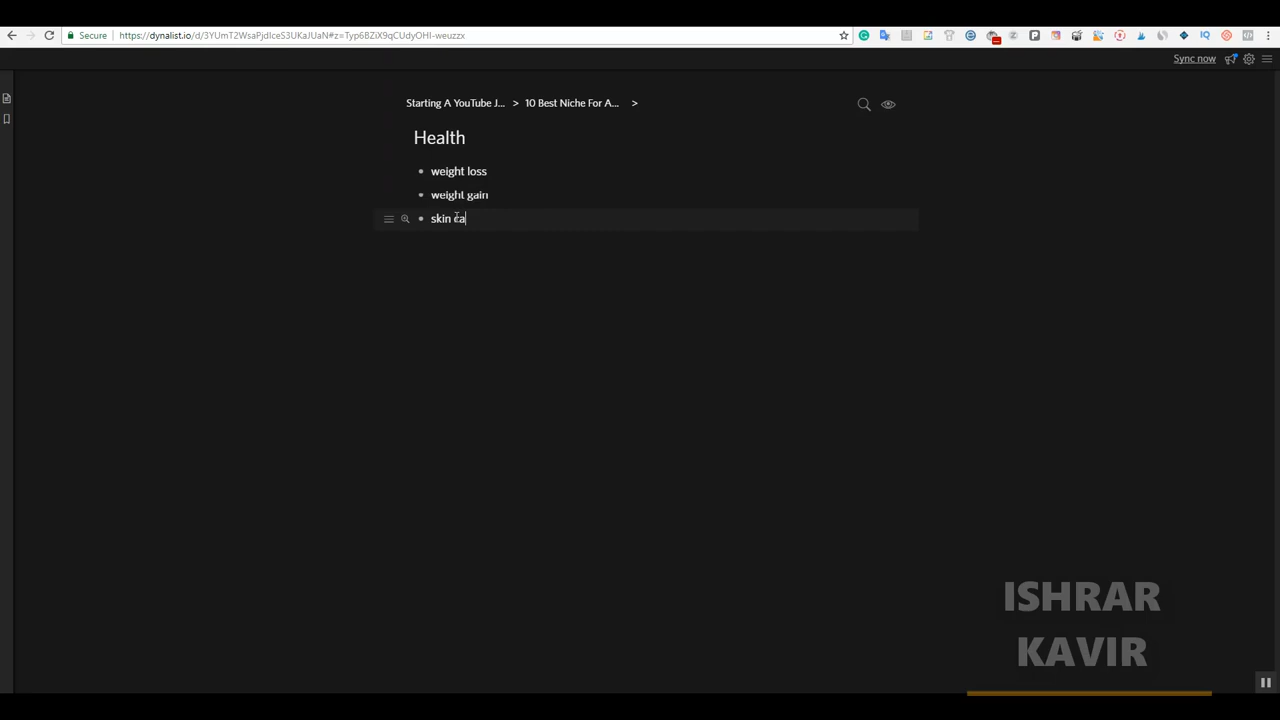 Secure
https://dynalist.io/d/3YUmT2WsaPjdIceS3UKaJUaN#z=Typ6BZiX9qCUdyOHI-weuzzx
Sync now
Starting A YouTube J... > 10 Best Niche For A... >
Health
weight loss
weight gain
skin ca
ISHRAR
KAVIR